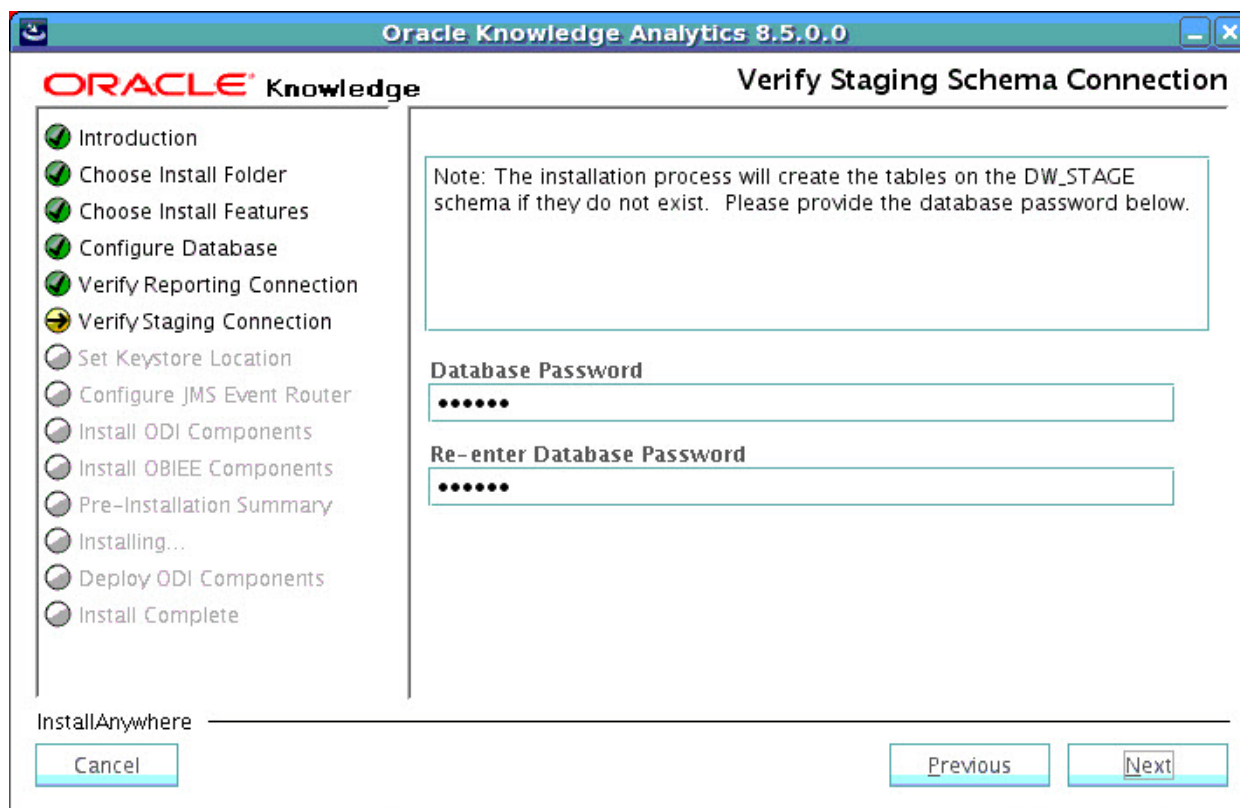 Oracle Knowledge Analytics 8.5.0.0
ORACLE Knowledge
Verify Staging Schema Connection
Introduction
Choose Install Folder
Choose Install Features
Configure Database
Verify Reporting Connection
Verify Staging Connection
Set Keystore Location
Configure JMS Event Router
Install ODI Components
Install OBIEE Components
Pre-Installation Summary
Installing...
Deploy ODI Components
Install Complete
Note: The installation process will create the tables on the DW_STAGE
schema if they do not exist.  Please provide the database password below.
Database Password
••••••
Re-enter Database Password
••••••
InstallAnywhere
Cancel
Previous
Next